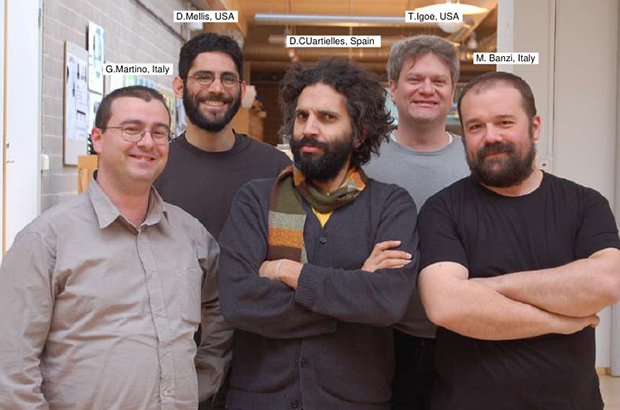 D.Mellis, USA
T.Igoe, USA
D.CUartielles, Spain
M. Banzi, Italy
G.Martino, Italy